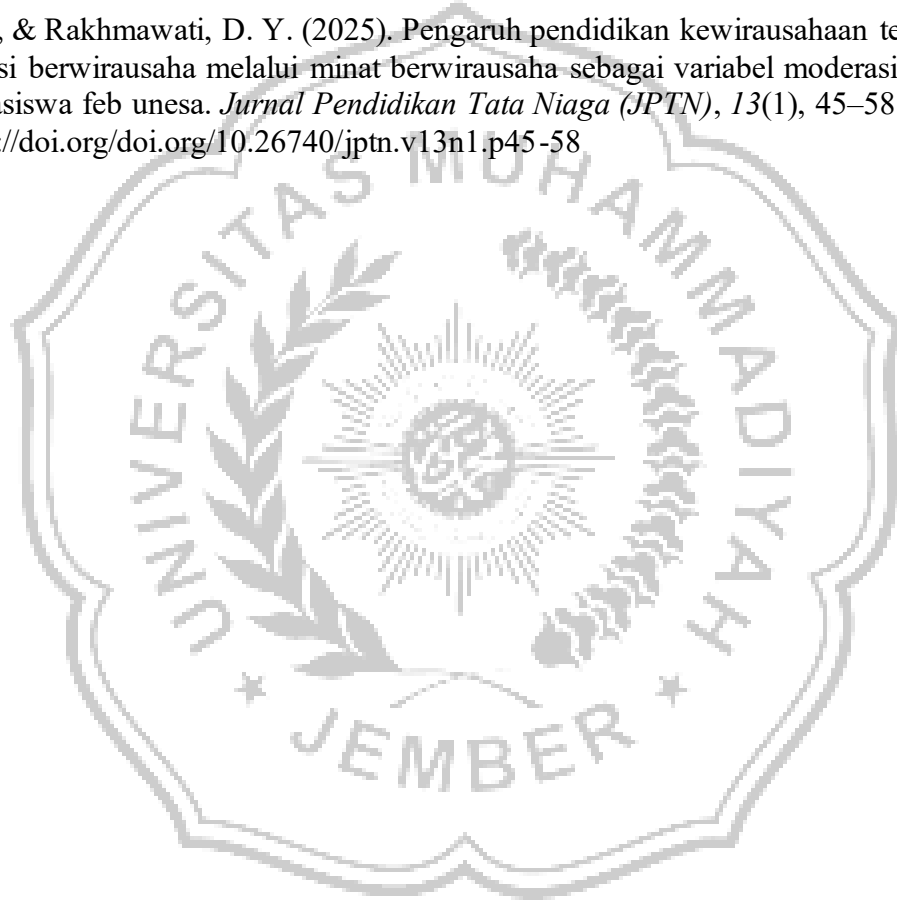 , & Rakhmawati, D. Y. (2025). Pengaruh pendidikan kewirausahaan te
si berwirausaha melalui minat berwirausaha sebagai variabel moderasi
asiswa feb unesa. Jurnal Pendidikan Tata Niaga (JPTN), 13(1), 45–58
://doi.org/doi.org/10.26740/jptn.v13n1.p45-58
UNIVERSITAS MUHAMMADIYAH
JEMBER